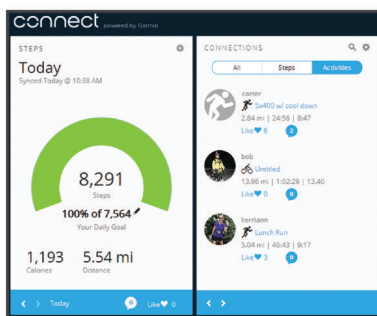 connect powered by Garmin
STEPS
Today
Synced Today @ 10:38 AM
8,291
Steps
100% of 7,564
Your Daily Goal
1,193
Calories
5.54 mi
Distance
Today
0
Like 0
CONNECTIONS
All Steps Activities
carter
5x400 w/ cool down
2.84 mi | 24:56 | 8:47
Like 6 2
bob
Untitled
13.96 mi | 1:02:29 | 13.40
Like 0 0
kerriann
Lunch Run
5.04 mi | 46:43 | 9:17
Like 3 0